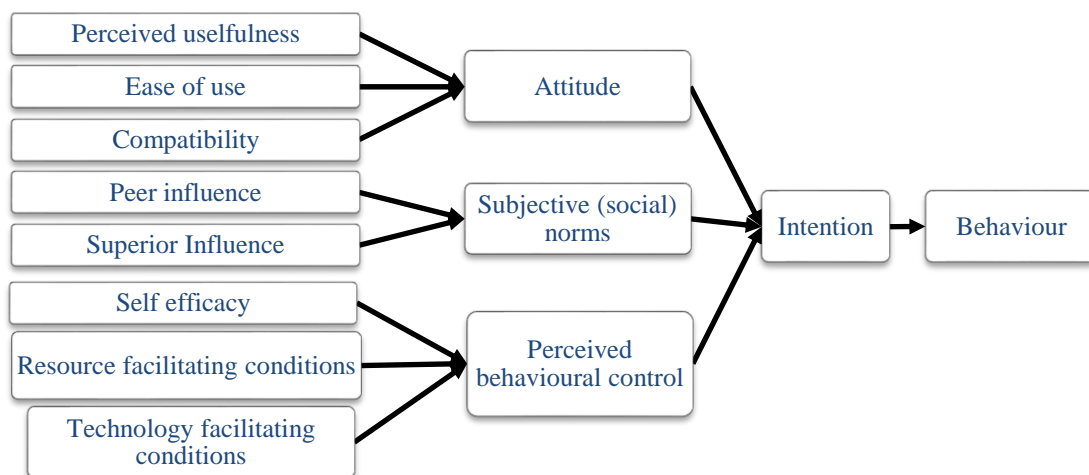 Perceived uselfulness
Ease of use
Compatibility
Peer influence
Superior Influence
Self efficacy
Resource facilitating conditions
Technology facilitating
conditions
Attitude
Subjective (social)
norms
Perceived
behavioural control
Intention
Behaviour